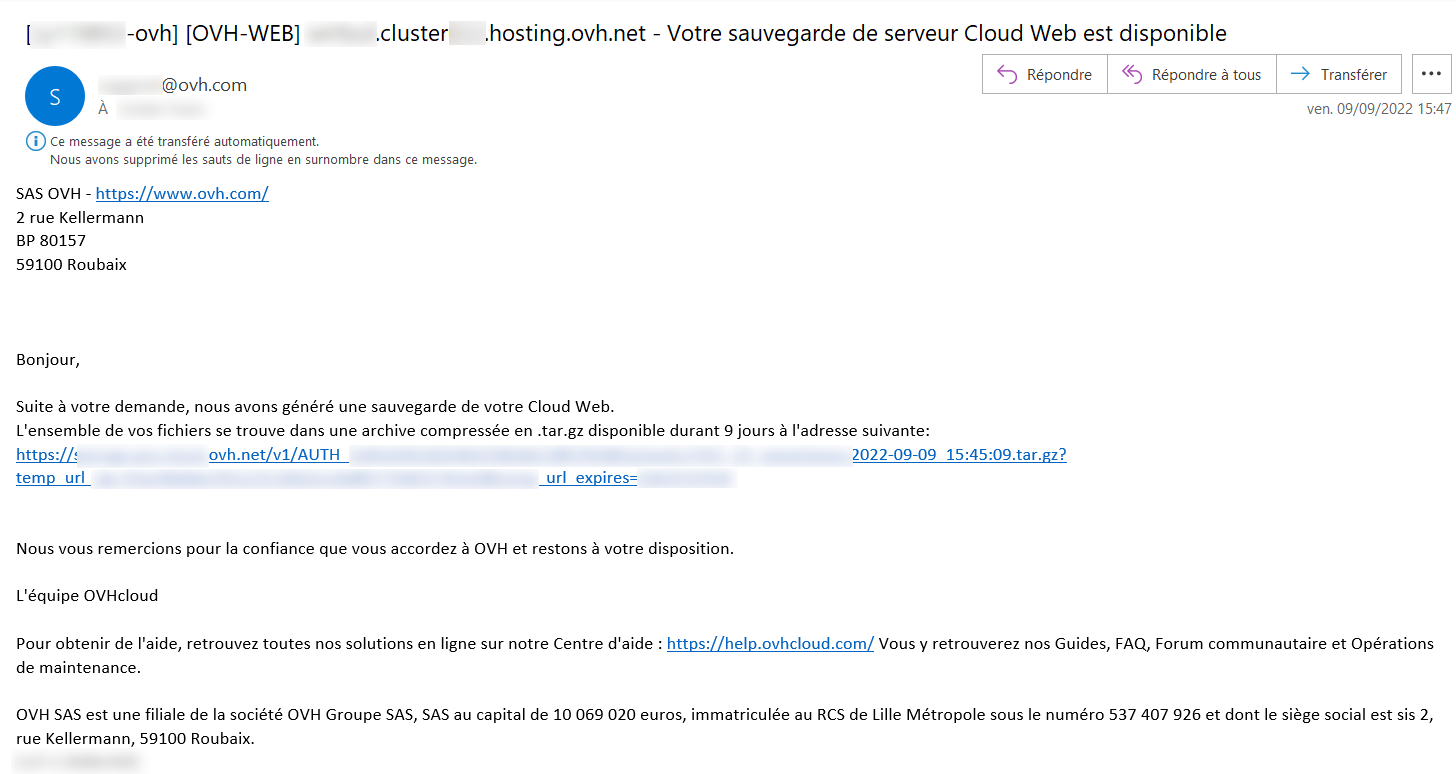 [ -ovh] [OVH-WEB] .cluster .hosting.ovh.net - Votre sauvegarde de serveur Cloud Web est disponible
Répondre Répondre à tous Transférer ...
S
@ovh.com
À
ven. 09/09/2022 15:47
Ce message a été transféré automatiquement.
Nous avons supprimé les sauts de ligne en surnombre dans ce message.
SAS OVH - https://www.ovh.com/
2 rue Kellermann
BP 80157
59100 Roubaix
Bonjour,
Suite à votre demande, nous avons généré une sauvegarde de votre Cloud Web.
L'ensemble de vos fichiers se trouve dans une archive compressée en .tar.gz disponible durant 9 jours à l'adresse suivante:
https://s ovh.net/v1/AUTH_ 2022-09-09_15:45:09.tar.gz?
temp_url_ _url_expires=
Nous vous remercions pour la confiance que vous accordez à OVH et restons à votre disposition.
L'équipe OVHcloud
Pour obtenir de l'aide, retrouvez toutes nos solutions en ligne sur notre Centre d'aide : https://help.ovhcloud.com/ Vous y retrouverez nos Guides, FAQ, Forum communautaire et Opérations
de maintenance.
OVH SAS est une filiale de la société OVH Groupe SAS, SAS au capital de 10 069 020 euros, immatriculée au RCS de Lille Métropole sous le numéro 537 407 926 et dont le siège social est sis 2,
rue Kellermann, 59100 Roubaix.